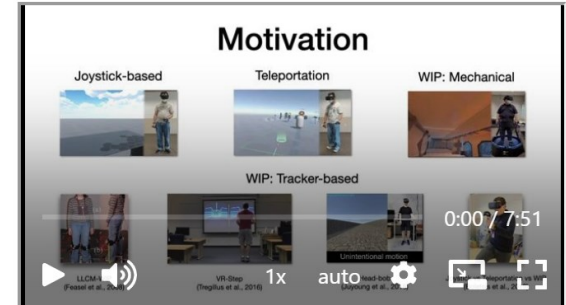 Motivation
Joystick-based
Teleportation
WIP: Mechanical
WIP: Tracker-based
0:00 / 7:51
Unintentional motion
1x
auto
VR-Step
(Tregillus et al., 2016)